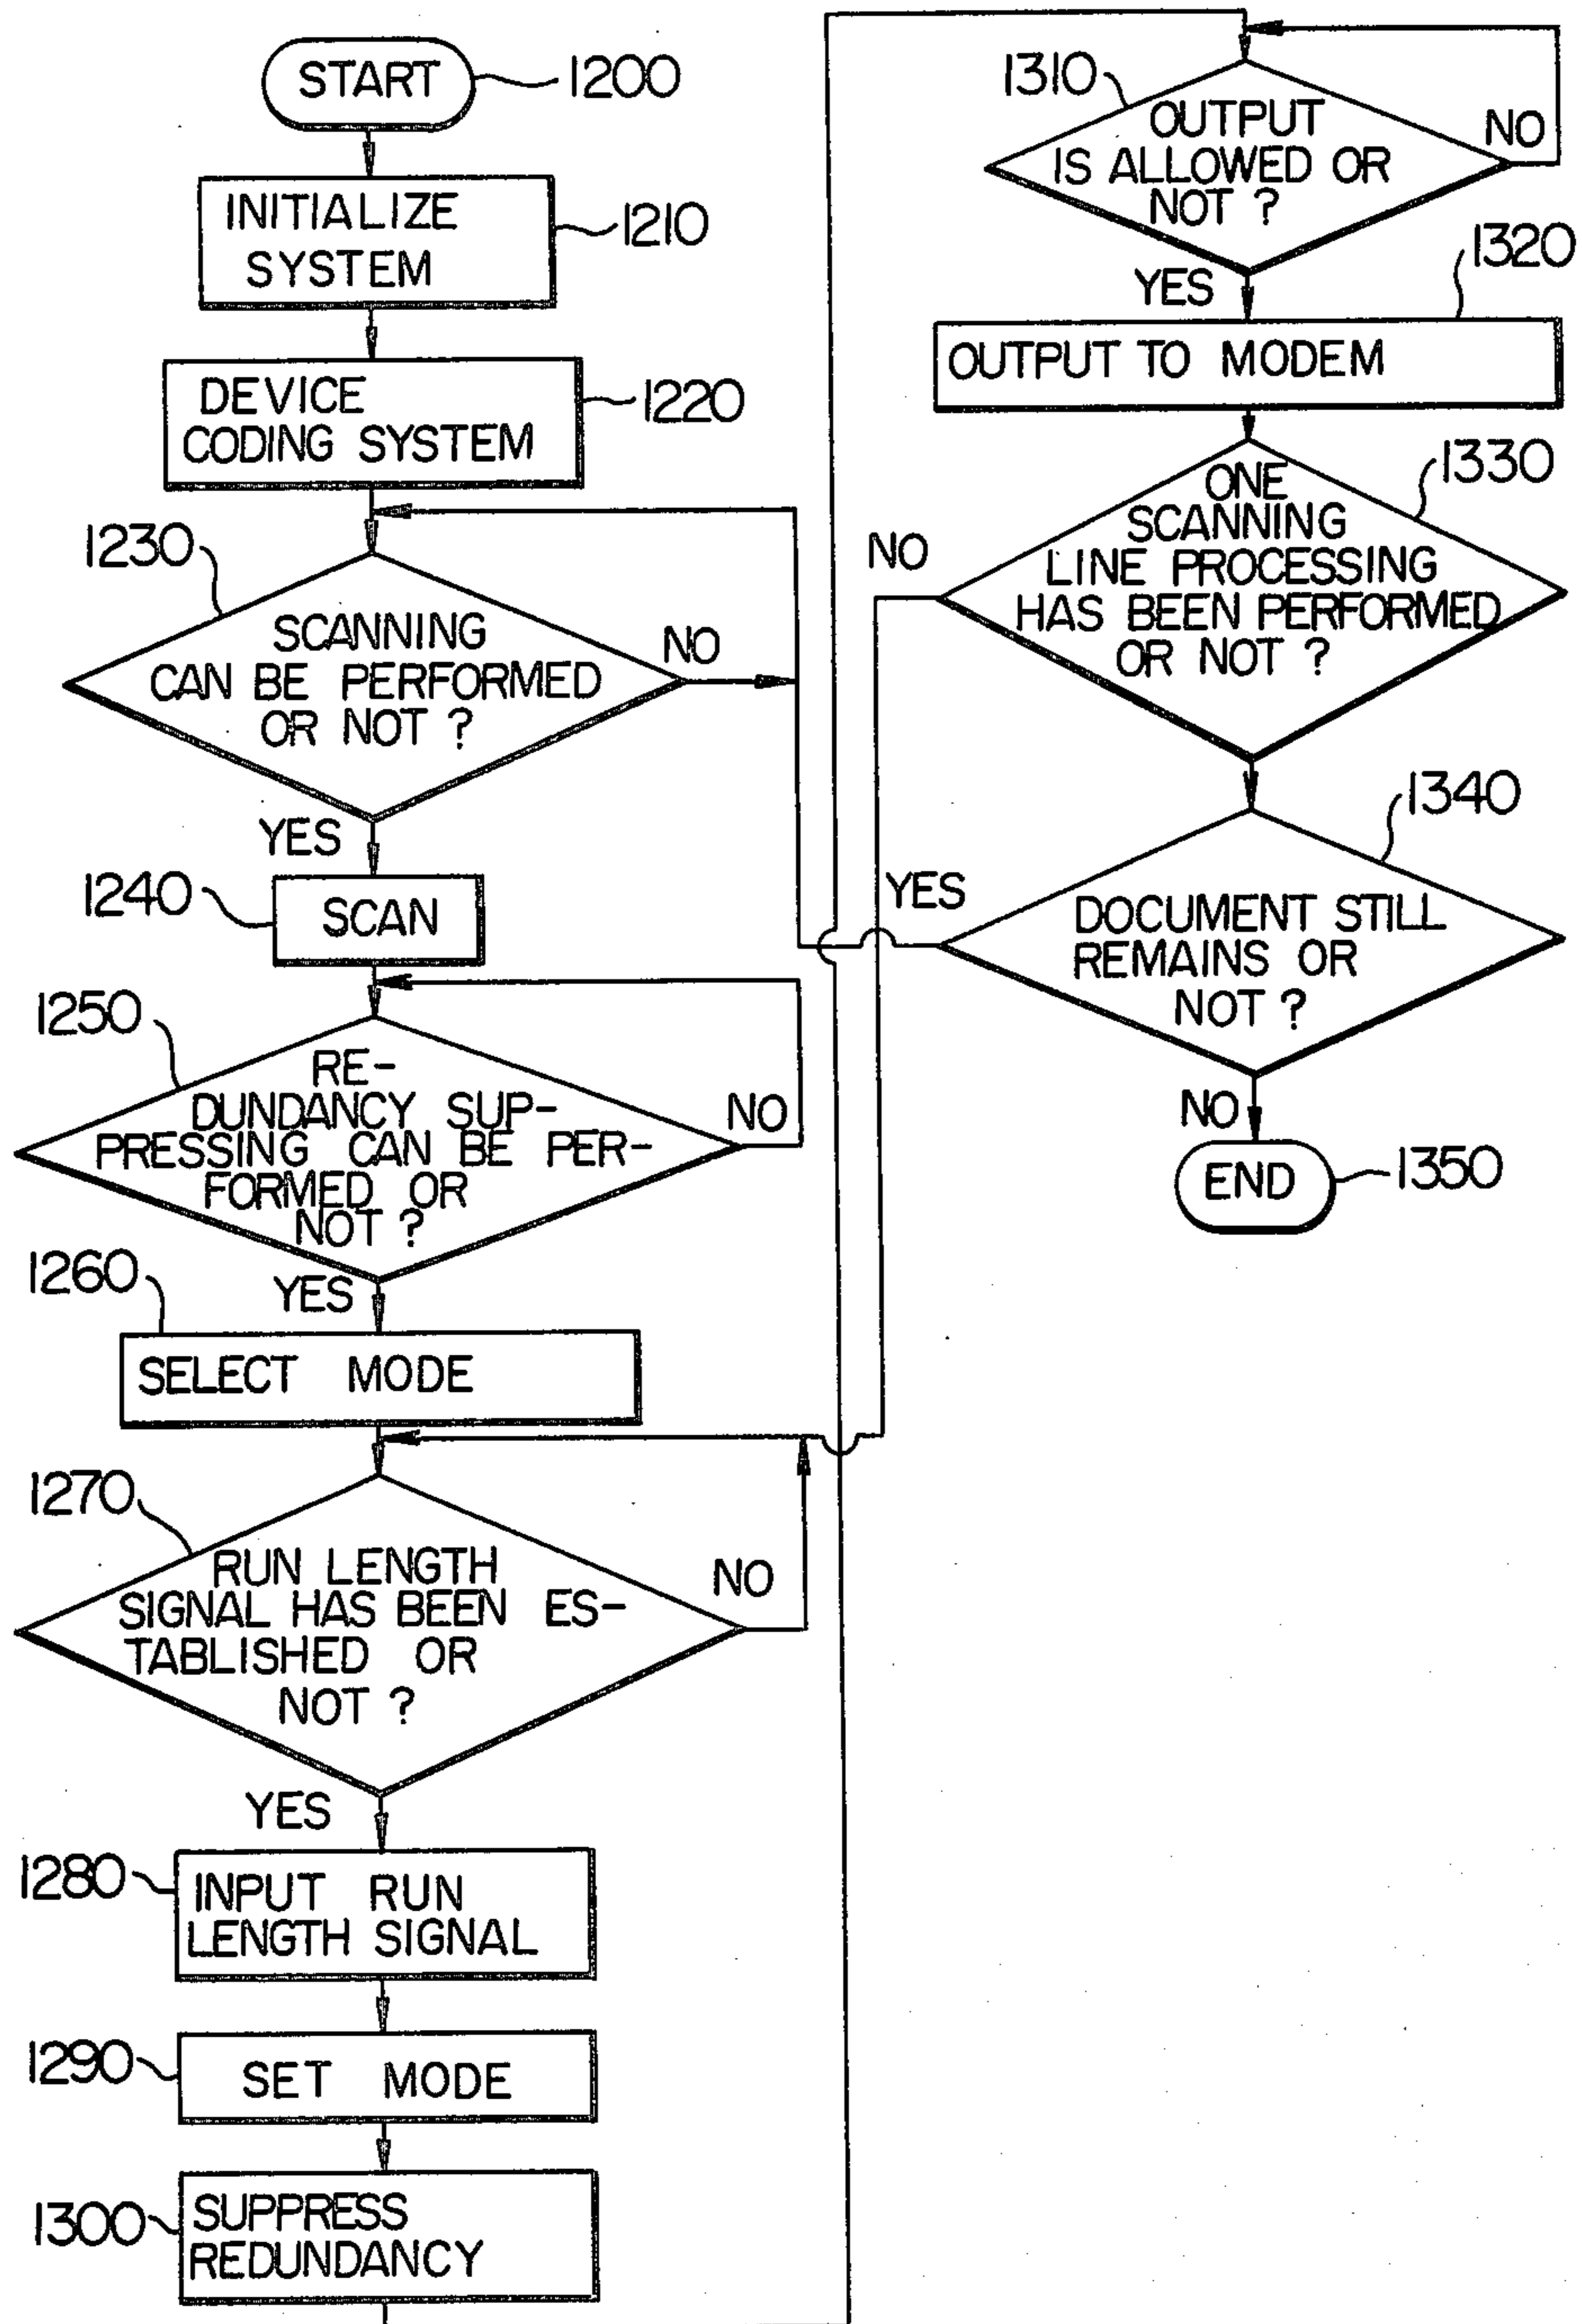 START
1200
INITIALIZE
SYSTEM
1210
DEVICE
CODING SYSTEM
1220
1230
SCANNING
CAN BE PERFORMED
OR NOT ?
NO
YES
1240
SCAN
1250
RE-
DUNDANCY SUP-
PRESSING CAN BE PER-
FORMED OR
NOT ?
NO
YES
1260
SELECT MODE
1270
RUN LENGTH
SIGNAL HAS BEEN ES-
TABLISHED OR
NOT ?
NO
YES
1280
INPUT RUN
LENGTH SIGNAL
1290
SET MODE
1300
SUPPRESS
REDUNDANCY
1310
OUTPUT
IS ALLOWED OR
NOT ?
NO
YES
1320
OUTPUT TO MODEM
1330
ONE
SCANNING
LINE PROCESSING
HAS BEEN PERFORMED
OR NOT ?
NO
1340
YES
DOCUMENT STILL
REMAINS OR
NOT ?
NO
END
1350